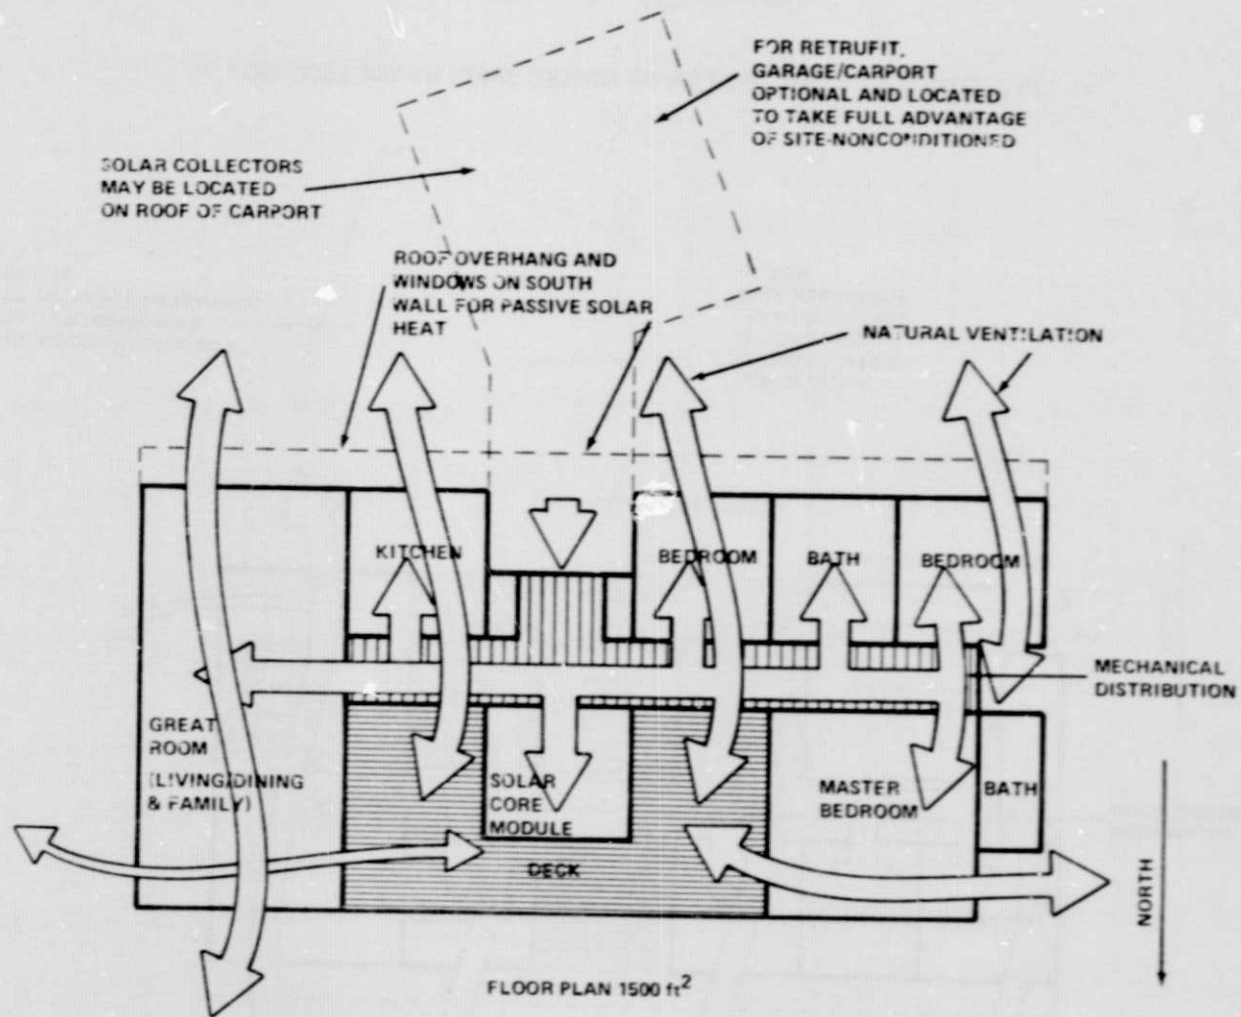 FOR RETRUFIT,
GARAGE/CARPORT
OPTIONAL AND LOCATED
TO TAKE FULL ADVANTAGE
OF SITE-NONCONDITIONED
SOLAR COLLECTORS
MAY BE LOCATED
ON ROOF OF CARPORT
ROOF OVERHANG AND
WINDOWS ON SOUTH
WALL FOR PASSIVE SOLAR
HEAT
NATURAL VENTILATION
KITCHEN
BEDROOM
BATH
BEDROOM
MECHANICAL
DISTRIBUTION
GREAT
ROOM
(LIVING/DINING
& FAMILY)
SOLAR
CORE
MODULE
MASTER
BEDROOM
BATH
DECK
NORTH
FLOOR PLAN 1500 ft²